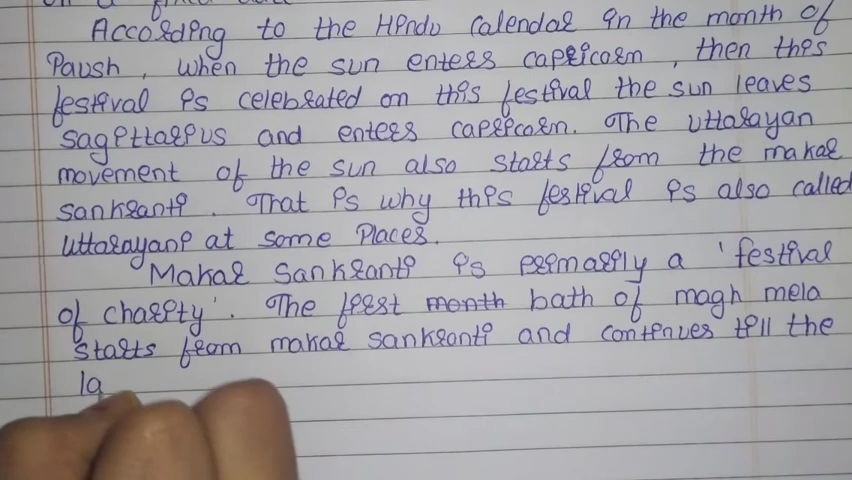 According to the Hindu calendar in the month of
Paush, when the sun enters capricorn, then this
festival is celebrated on this festival the sun leaves
sagittarius and enters capricorn. The Uttarayan
movement of the sun also starts from the makar
sankranti. That is why this festival is also called
Uttarayani at some Places.
Makar Sankranti is primarily a 'festival
of charity'. The first month bath of magh mela
starts from makar sankranti and continues till the
la